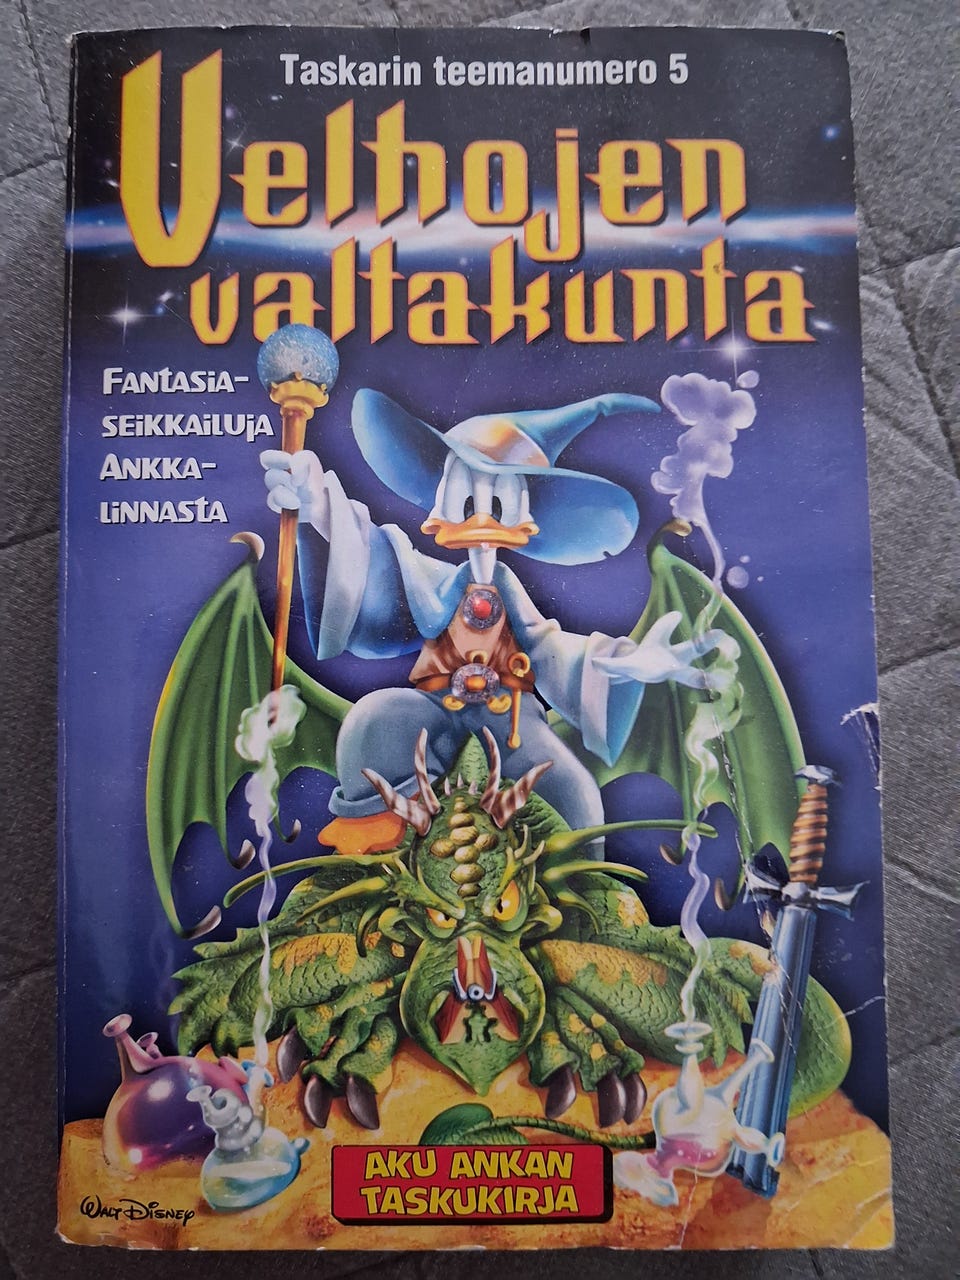 Taskarin teemanumero 5
Velhojen
valtakunta
FANTASIA-
SEIKKAILUJA
ANKKA-
LINNASTA
AKU ANKAN
TASKUKIRJA
WALT DISNEY